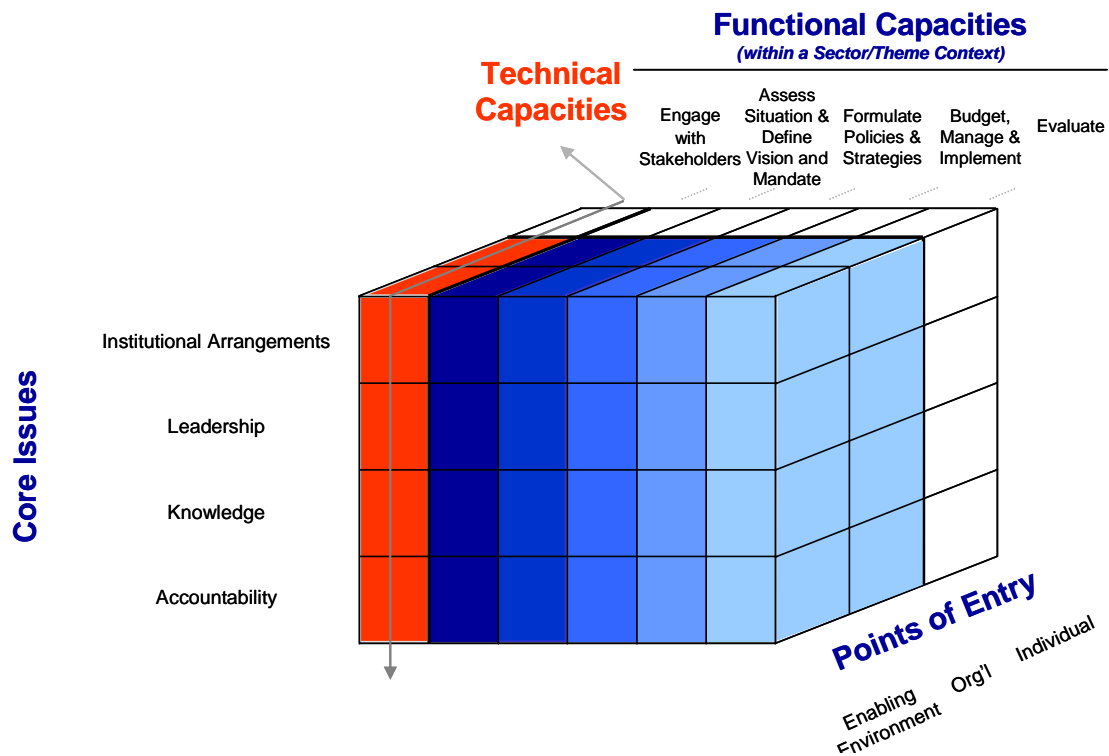 Functional Capacities
(within a Sector/Theme Context)
Technical
Capacities
Engage
with
Stakeholders
Assess
Situation &
Define
Vision and
Mandate
Formulate
Policies &
Strategies
Budget,
Manage &
Implement
Evaluate
Core Issues
Institutional Arrangements
Leadership
Knowledge
Accountability
Points of Entry
Enabling
Environment
Org'l
Individual